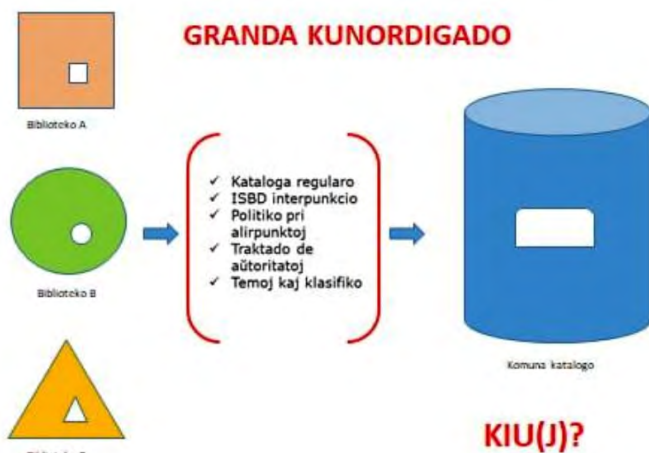 GRANDA KUNORDIGADO
Biblioteko A
Biblioteko B
✓ Kataloga regularo
✓ ISBD interpunkcio
✓ Politiko pri
alirpunktoj
✓ Traktado de
aŭtoritatoj
✓ Temoj kaj klasifiko
Komuna katalogo
KIU(J)?